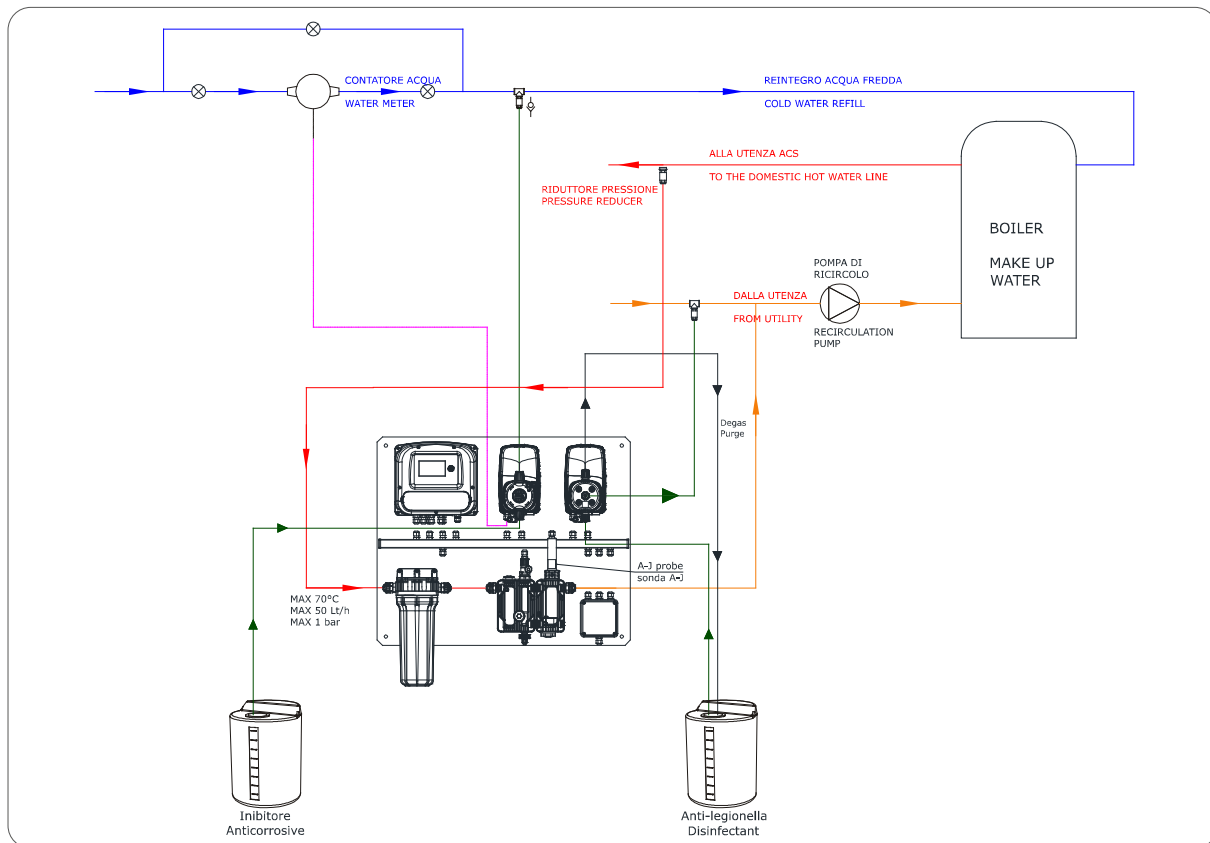 CONTATORE ACQUA
WATER METER
REINTEGRO ACQUA FREDDA
COLD WATER REFILL
ALLA UTENZA ACS
TO THE DOMESTIC HOT WATER LINE
RIDUTTORE PRESSIONE
PRESSURE REDUCER
BOILER
MAKE UP
WATER
POMPA DI
RICIRCOLO
DALLA UTENZA
FROM UTILITY
RECIRCULATION
PUMP
Degas
Purge
A-J probe
sonda A-J
MAX 70°C
MAX 50 Lt/h
MAX 1 bar
Inibitore
Anticorrosive
Anti-legionella
Disinfectant